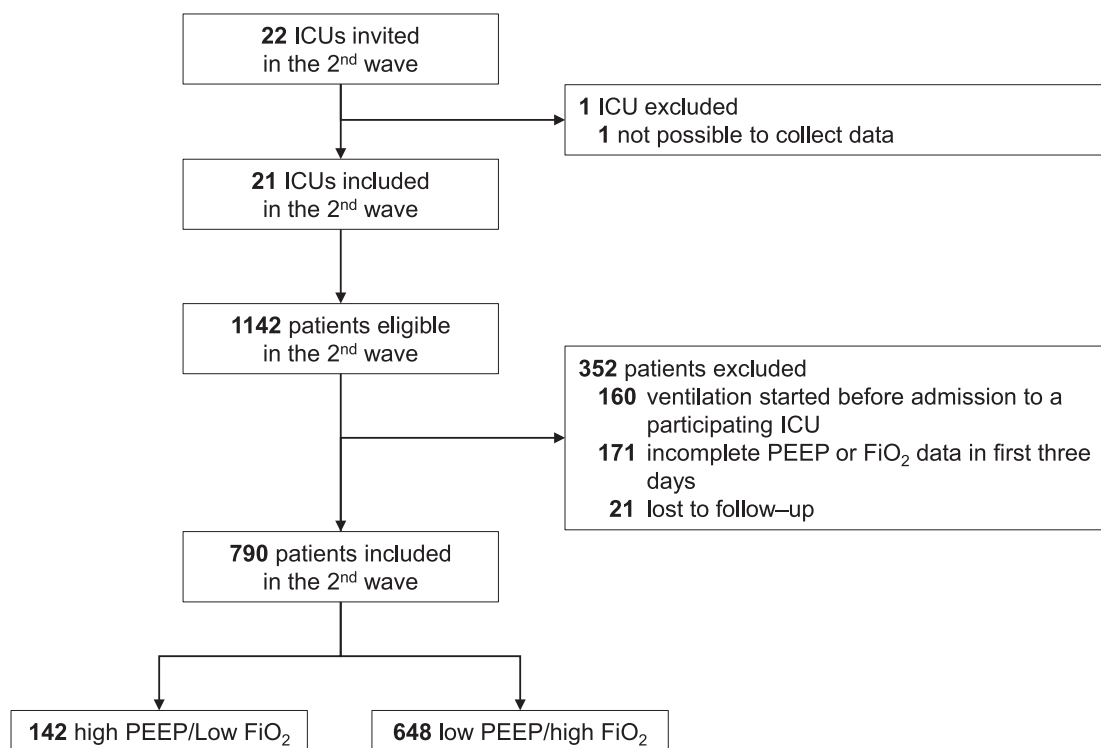 22 ICUs invited
in the 2nd wave
1 ICU excluded
1 not possible to collect data
21 ICUs included
in the 2nd wave
1142 patients eligible
in the 2nd wave
352 patients excluded
160 ventilation started before admission to a
participating ICU
171 incomplete PEEP or FiO2 data in first three
days
21 lost to follow–up
790 patients included
in the 2nd wave
142 high PEEP/Low FiO2
648 low PEEP/high FiO2